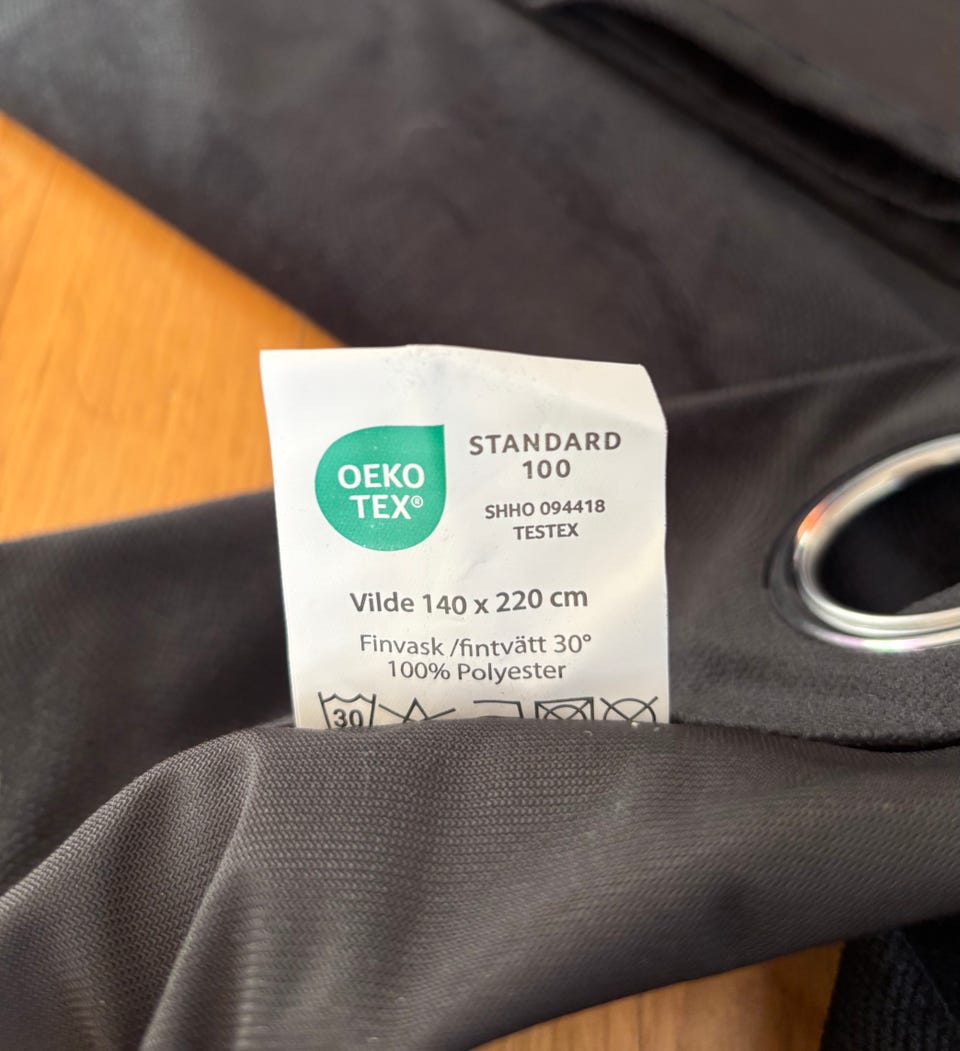 OEKO
TEX®
STANDARD
100
SHHO 094418
TESTEX
Vilde 140 x 220 cm
Finvask /fintvätt 30°
100% Polyester
30